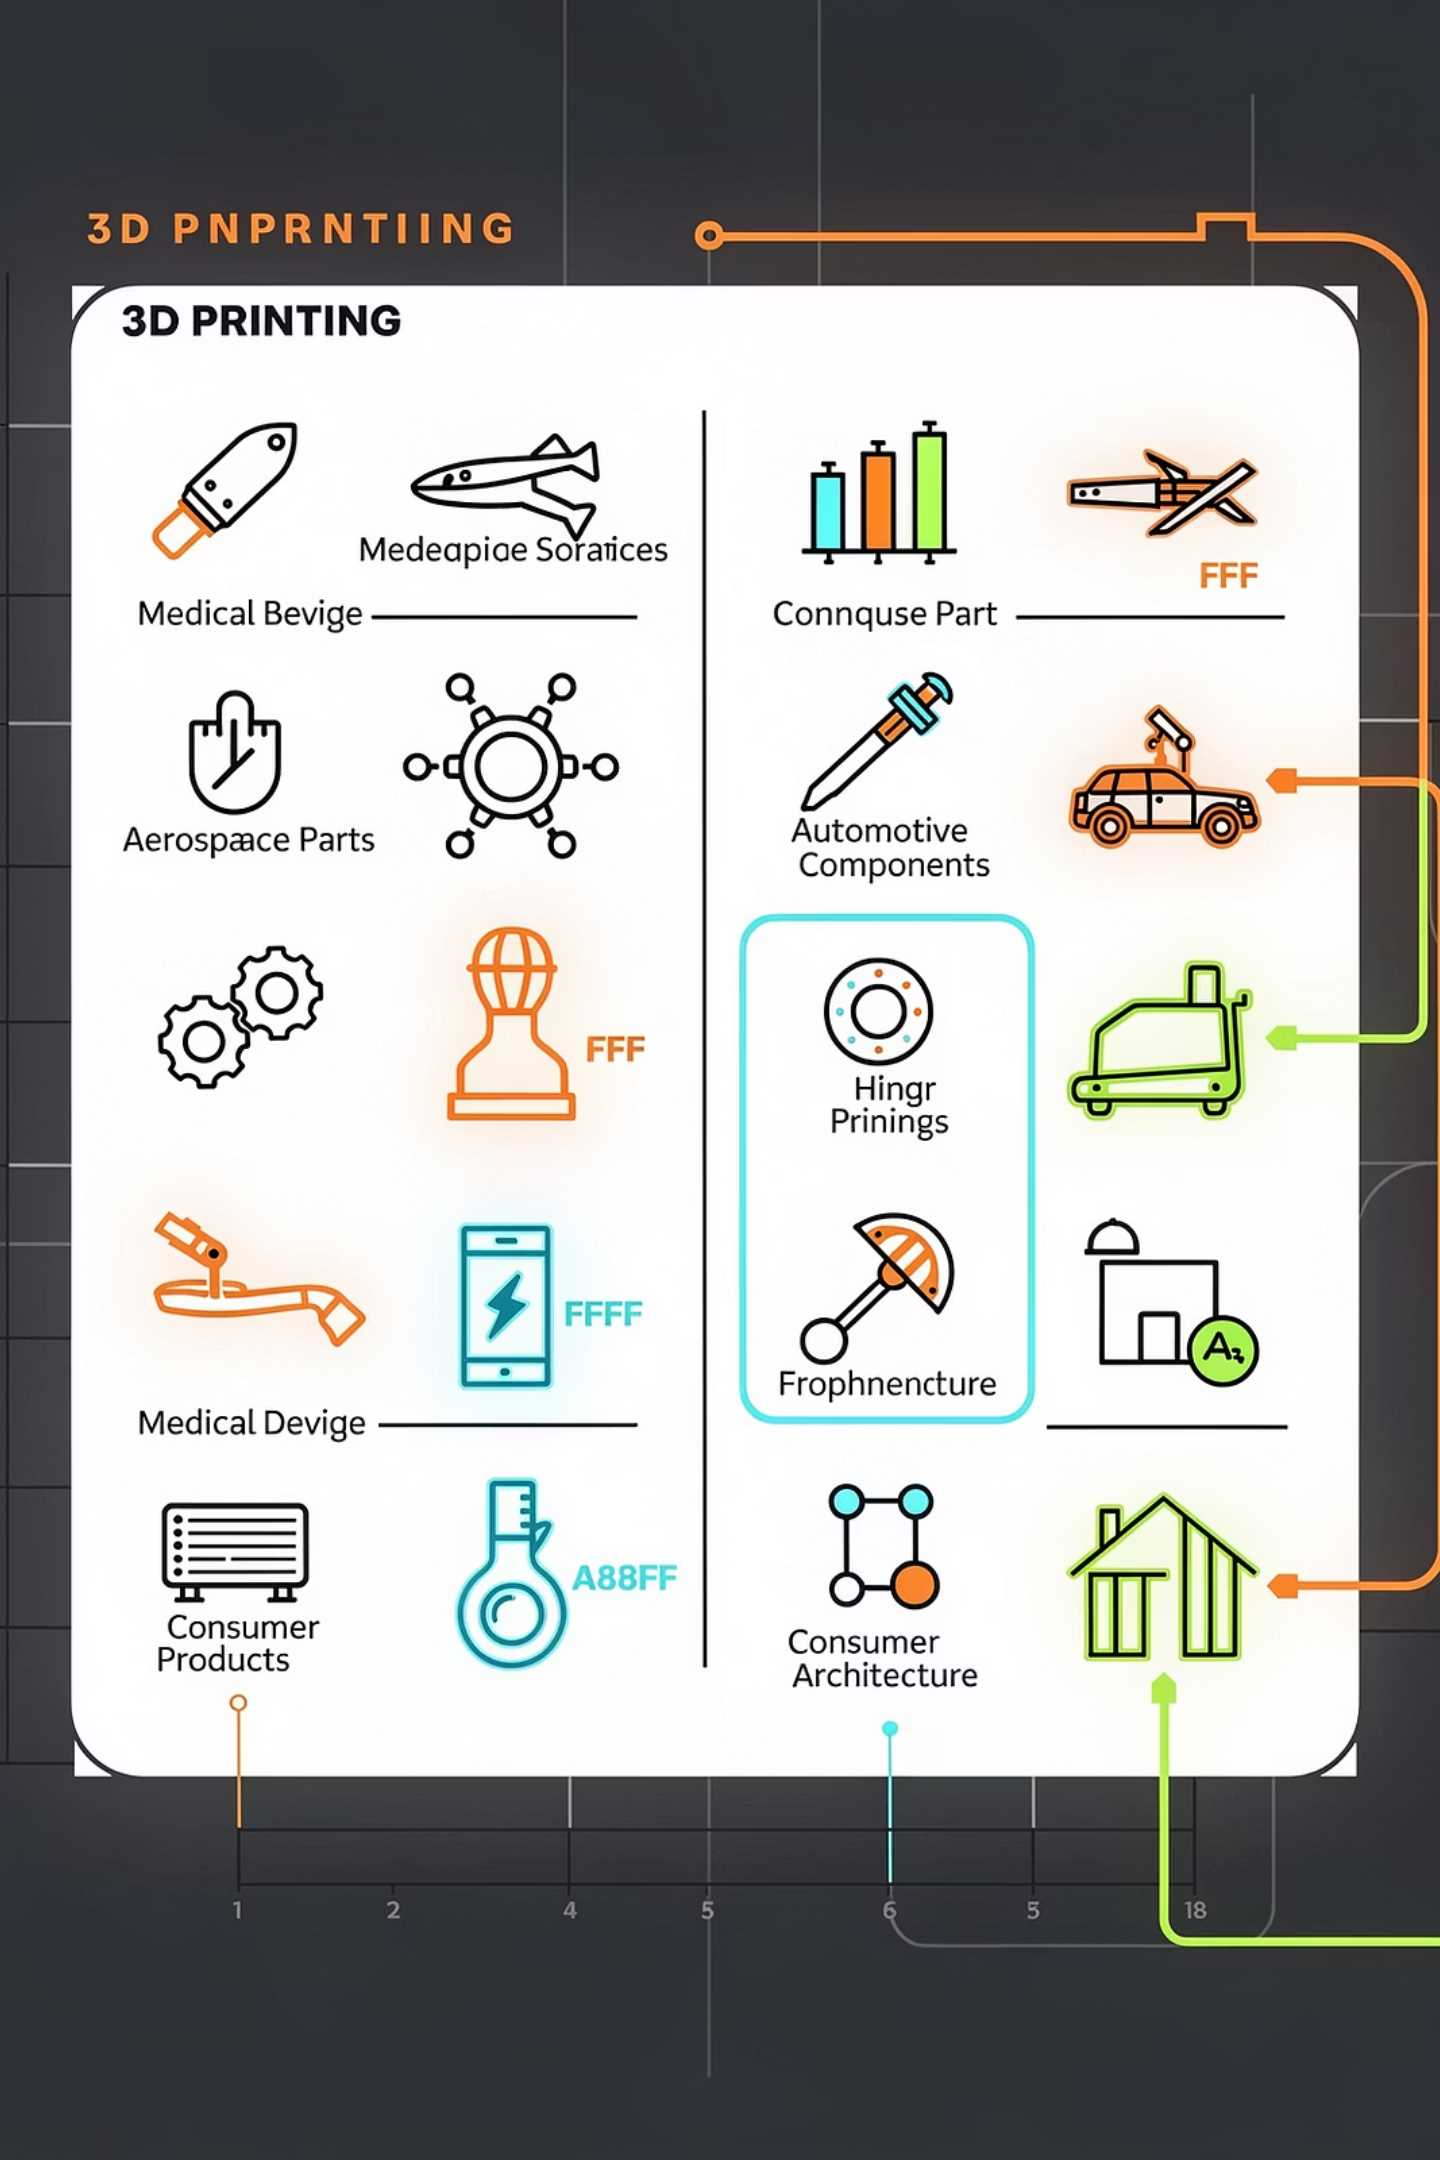 3D PNPRNTIING
3D PRINTING
Medeapiae Soratices
Medical Bevige
Aerospaace Parts
FFF
FFFF
Medical Devige
A88FF
Consumer
Products
FFF
Connquse Part
Automotive
Components
Hingr
Prinings
Frophnencture
Consumer
Architecture
1 2 4 5 6 5 18